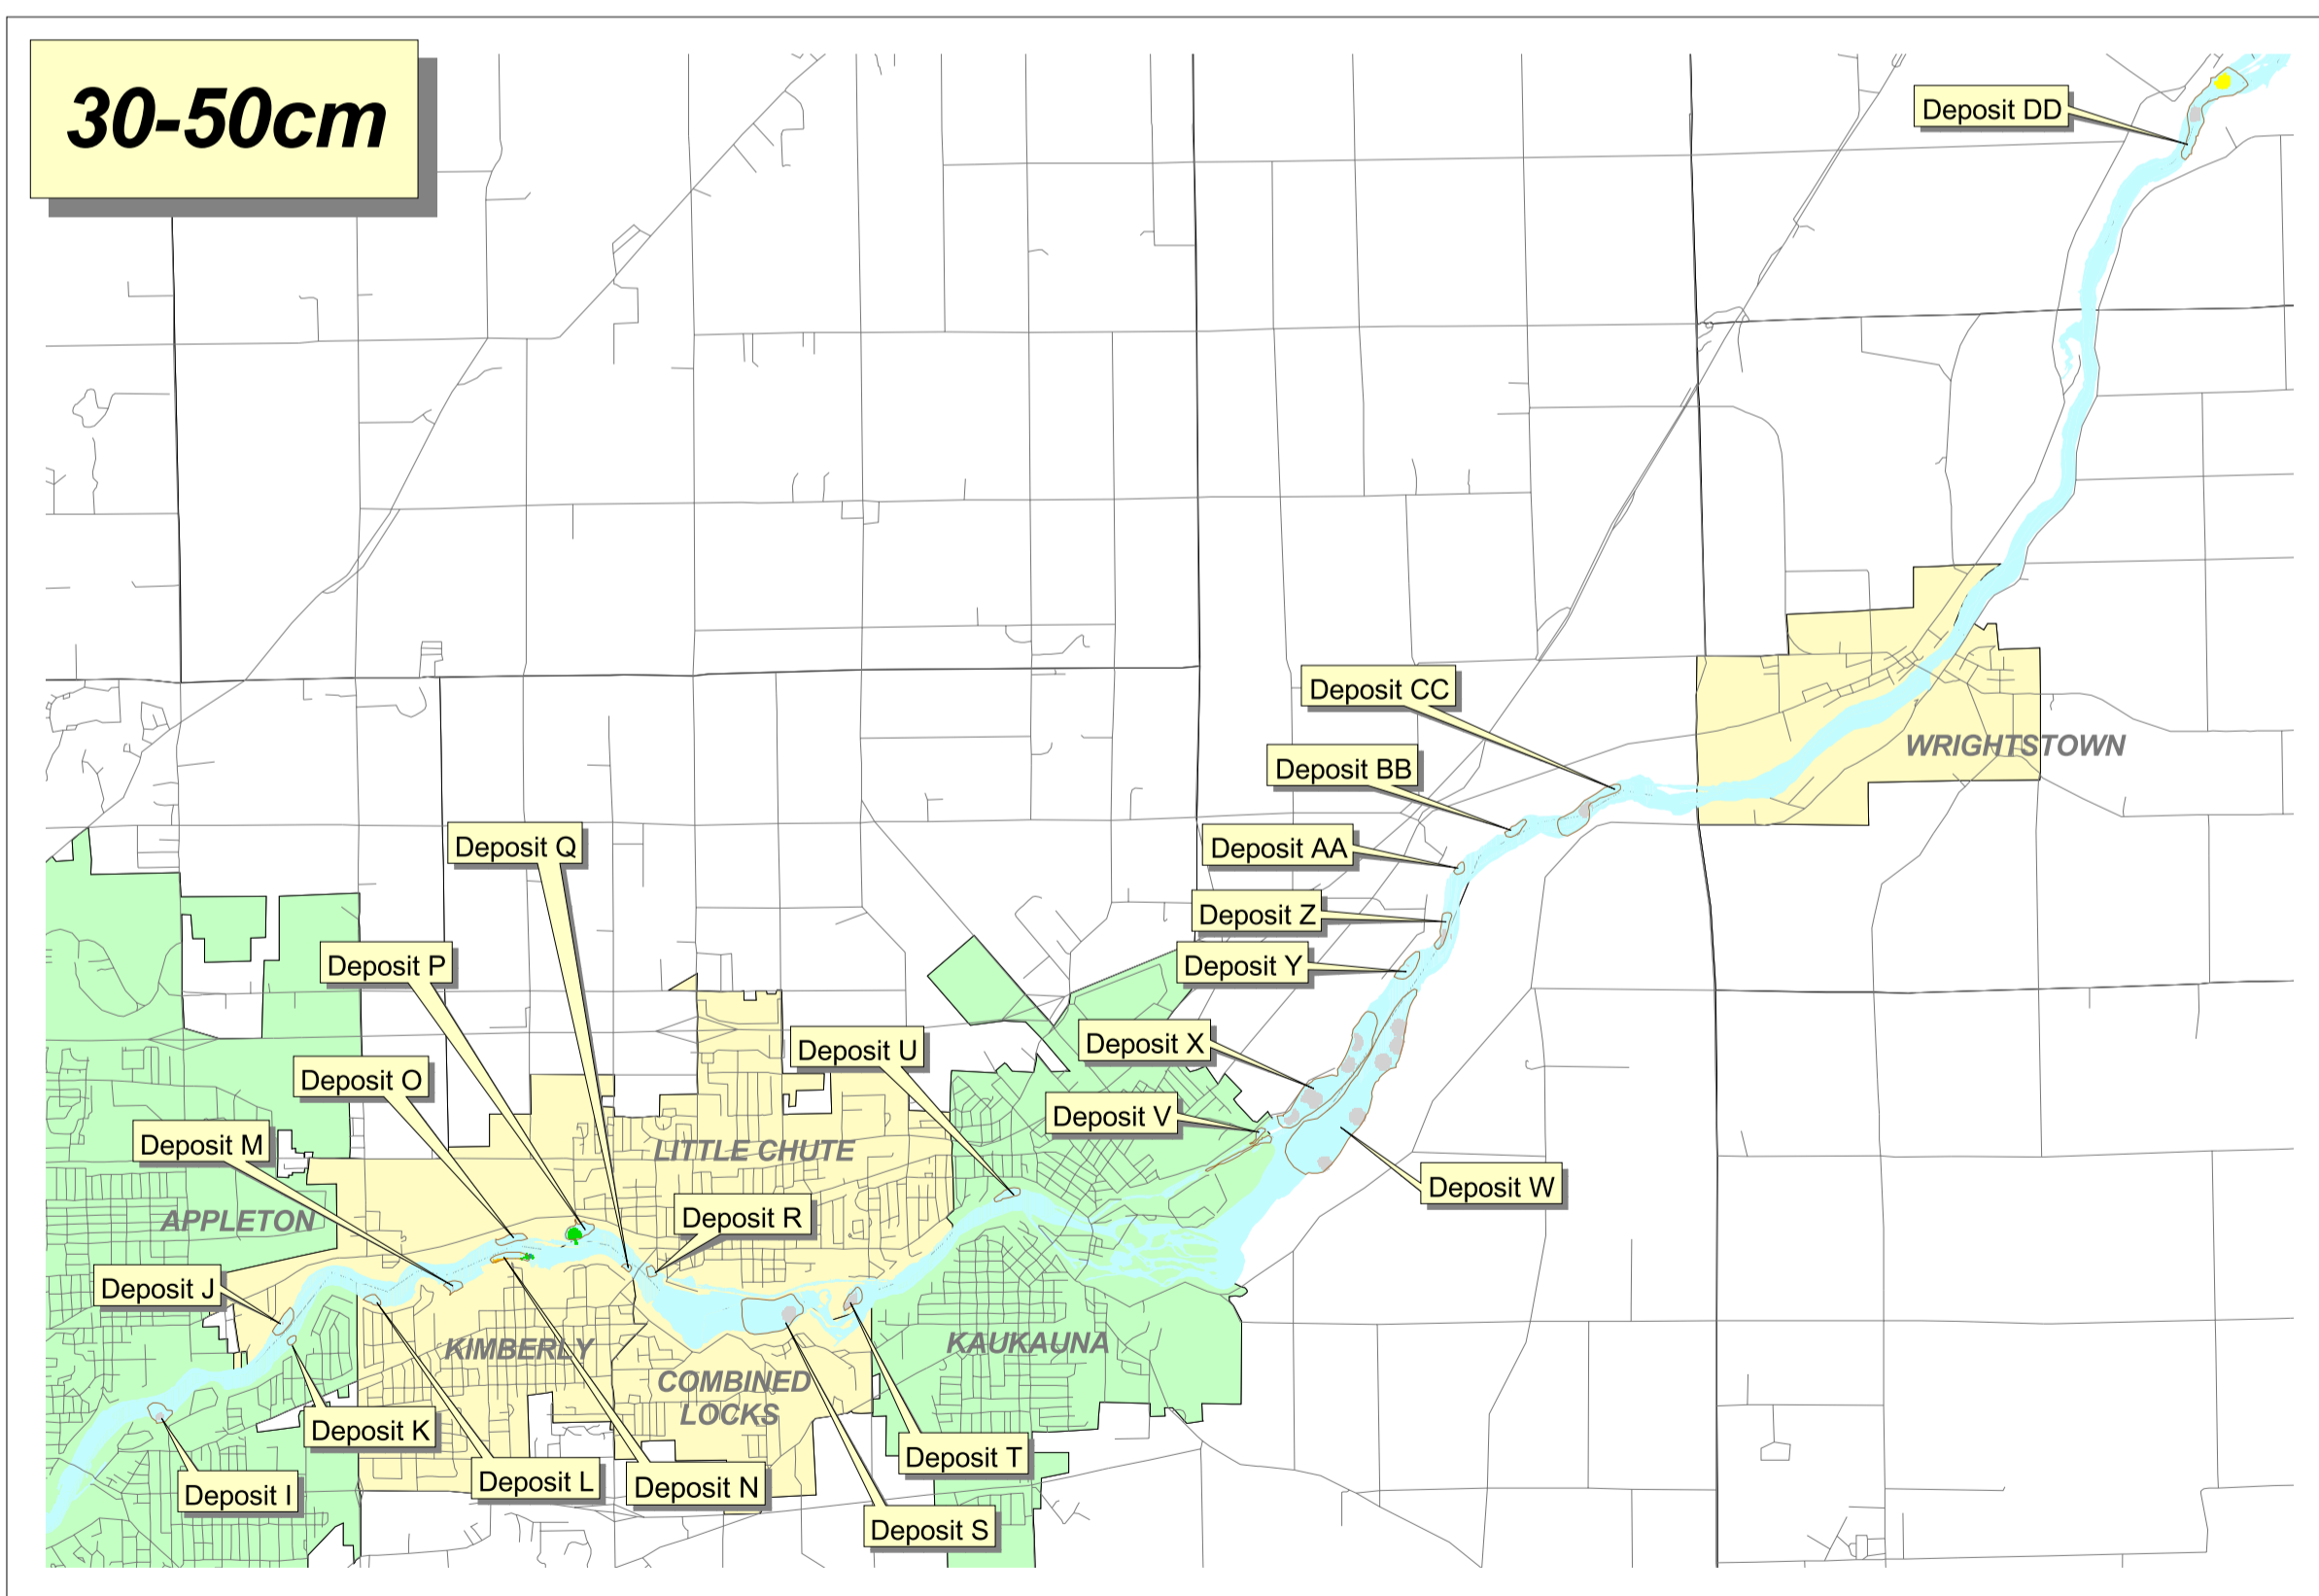 30-50cm
Deposit DD
Deposit CC
WRIGHTSTOWN
Deposit BB
Deposit Q
Deposit AA
Deposit Z
Deposit P
Deposit Y
Deposit X
Deposit U
Deposit O
Deposit V
Deposit M
LITTLE CHUTE
Deposit W
APPLETON
Deposit R
Deposit J
KIMBERLY
KAUKAUNA
COMBINED
LOCKS
Deposit K
Deposit T
Deposit L
Deposit N
Deposit I
Deposit S